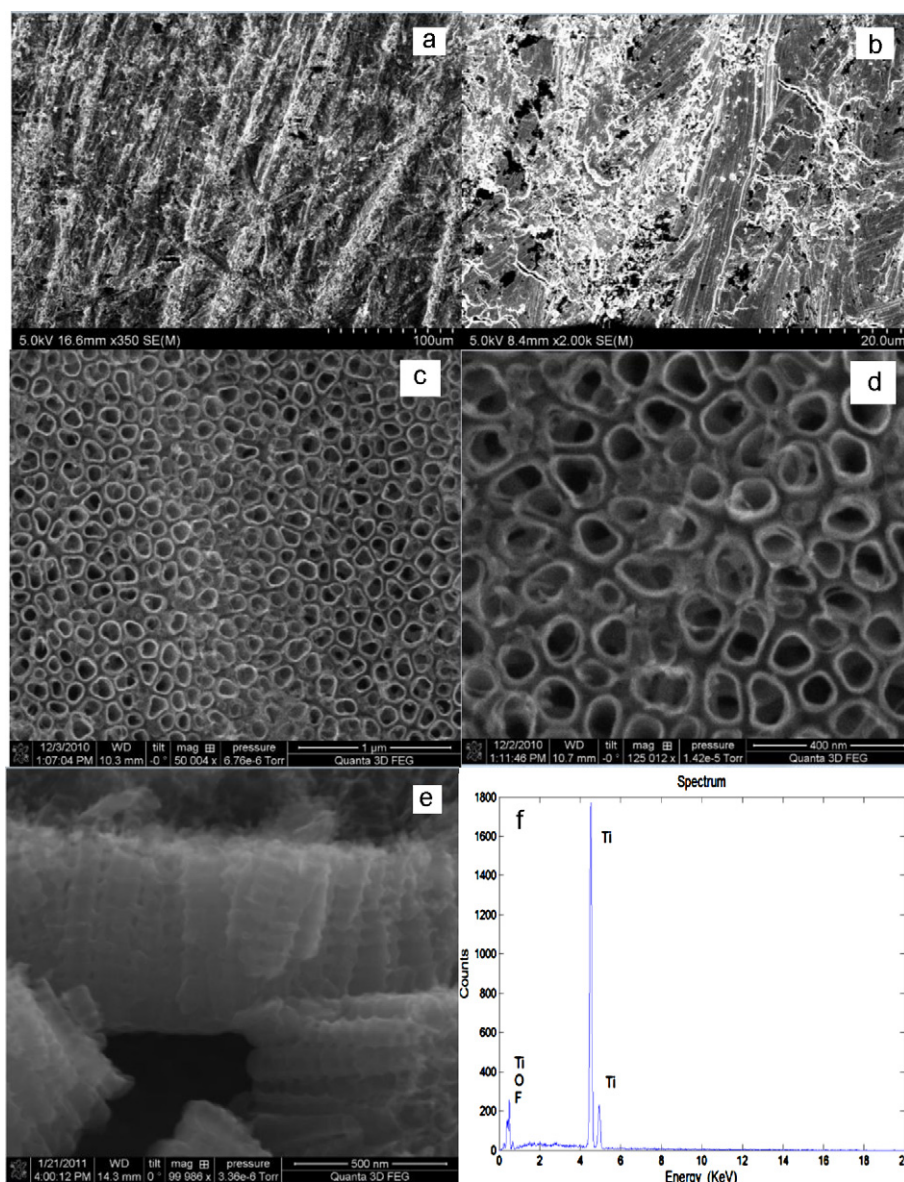 a
5.0kV 16.6mm x350 SE(M) 100um
b
5.0kV 8.4mm x2.00k SE(M) 20.0um
c
12/3/2010 WD tilt mag pressure 1 µm
1:07:04 PM 10.3 mm -0° 50 004 x 6.76e-6 Torr Quanta 3D FEG
d
12/2/2010 WD tilt mag pressure 400 nm
1:11:46 PM 10.7 mm -0° 125 012 x 1.42e-5 Torr Quanta 3D FEG
e
1/21/2011 WD tilt mag pressure 500 nm
4:00:12 PM 14.3 mm -0° 99 986 x 3.36e-6 Torr Quanta 3D FEG
Spectrum
f
1800
1600
1400
1200
1000
800
600
400
200
0
Counts
Ti
Ti
O
F
Ti
0 2 4 6 8 10 12 14 16 18
Energy (KeV)